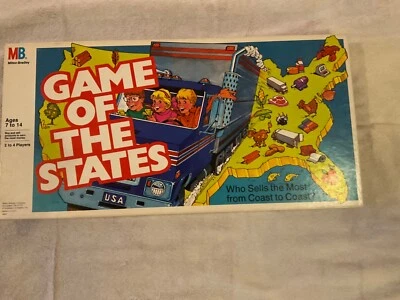 MB
Milton Bradley
GAME
OF
THE
STATES
Ages
7 to 14
2 to 4 Players
USA
Who Sells the Most
from Coast to Coast?